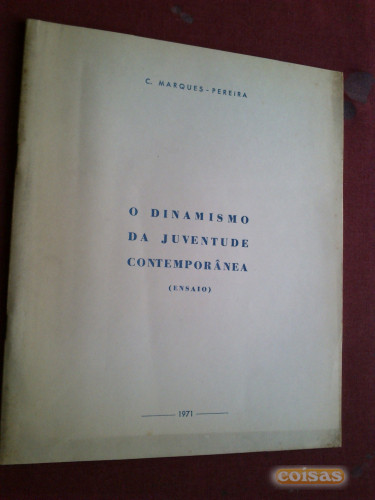 C. MARQUES-PEREIRA
O DINAMISMO
DA JUVENTUDE
CONTEMPORÂNEA
(ENSAIO)
1971
coisas